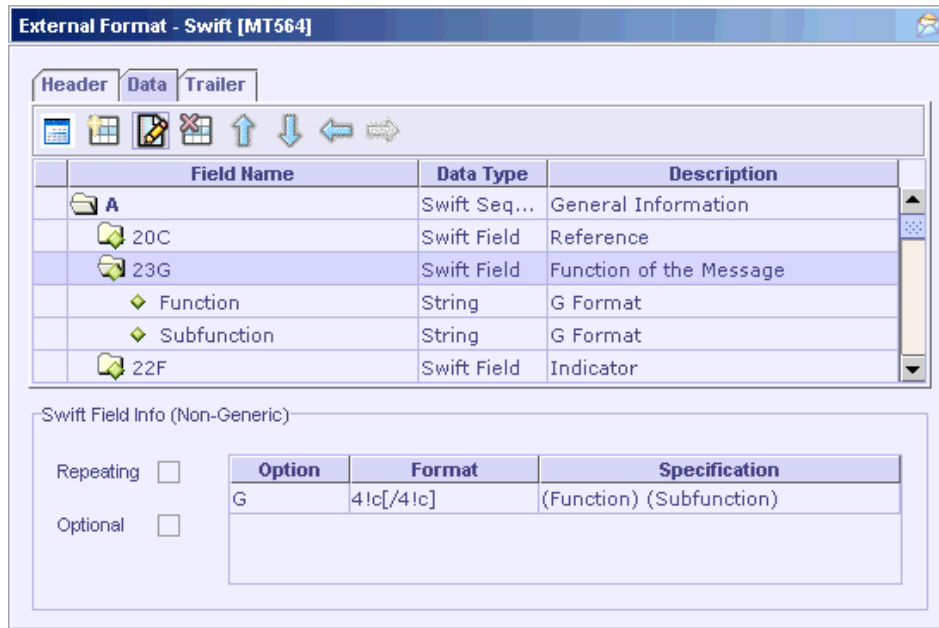 External Format - Swift [MT564]
Header Data Trailer
Field Name Data Type Description
A Swift Seq... General Information
20C Swift Field Reference
23G Swift Field Function of the Message
Function String G Format
Subfunction String G Format
22F Swift Field Indicator
Swift Field Info (Non-Generic)
Repeating Option Format Specification
G 4!c[/4!c] (Function) (Subfunction)
Optional